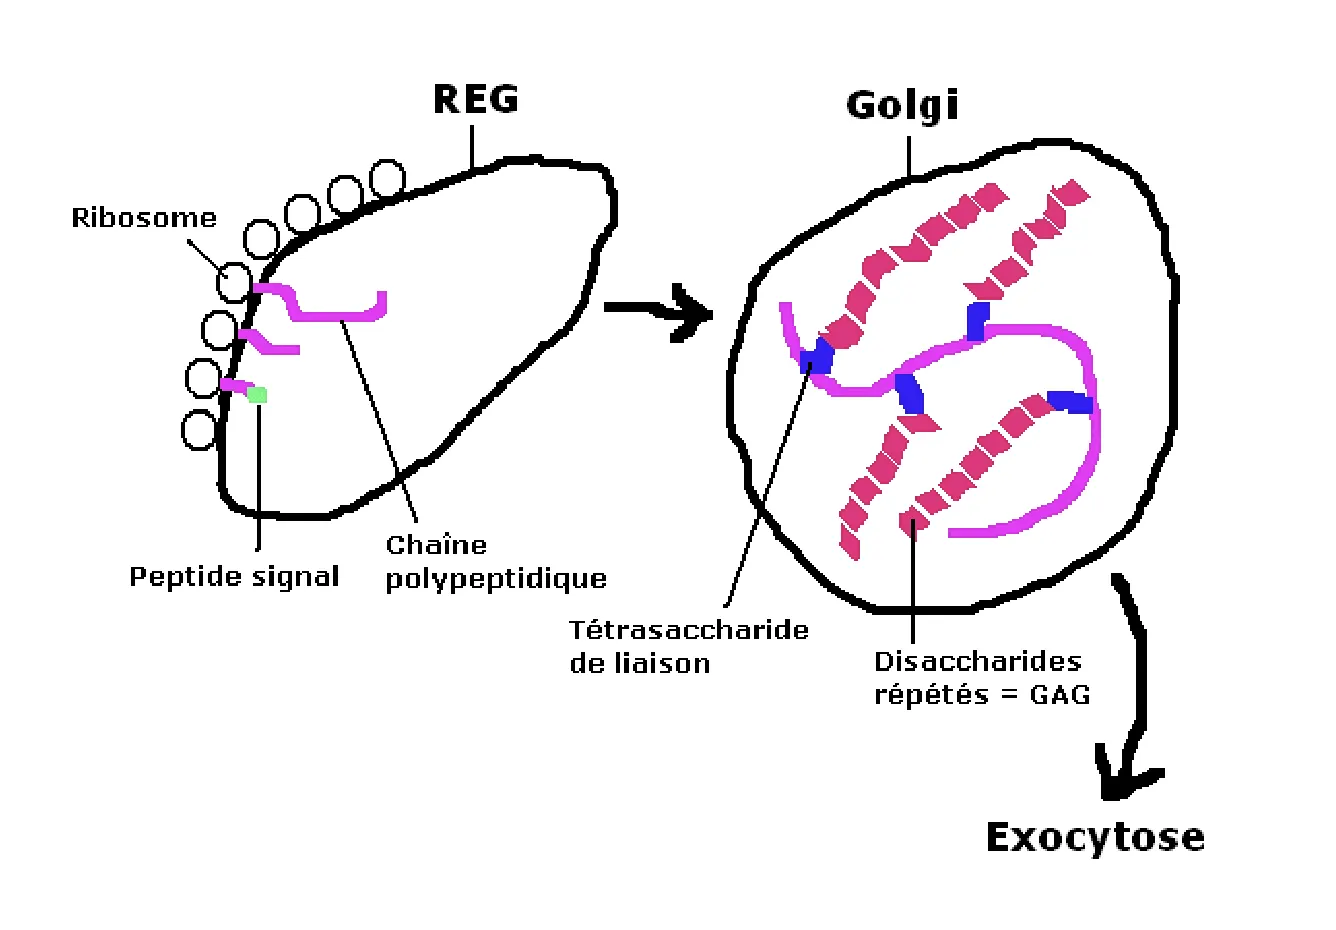 REG
Golgi
Ribosome
Chaîne
polypeptidique
Peptide signal
Tétrasaccharide
de liaison
Disaccharides
répétés = GAG
Exocytose